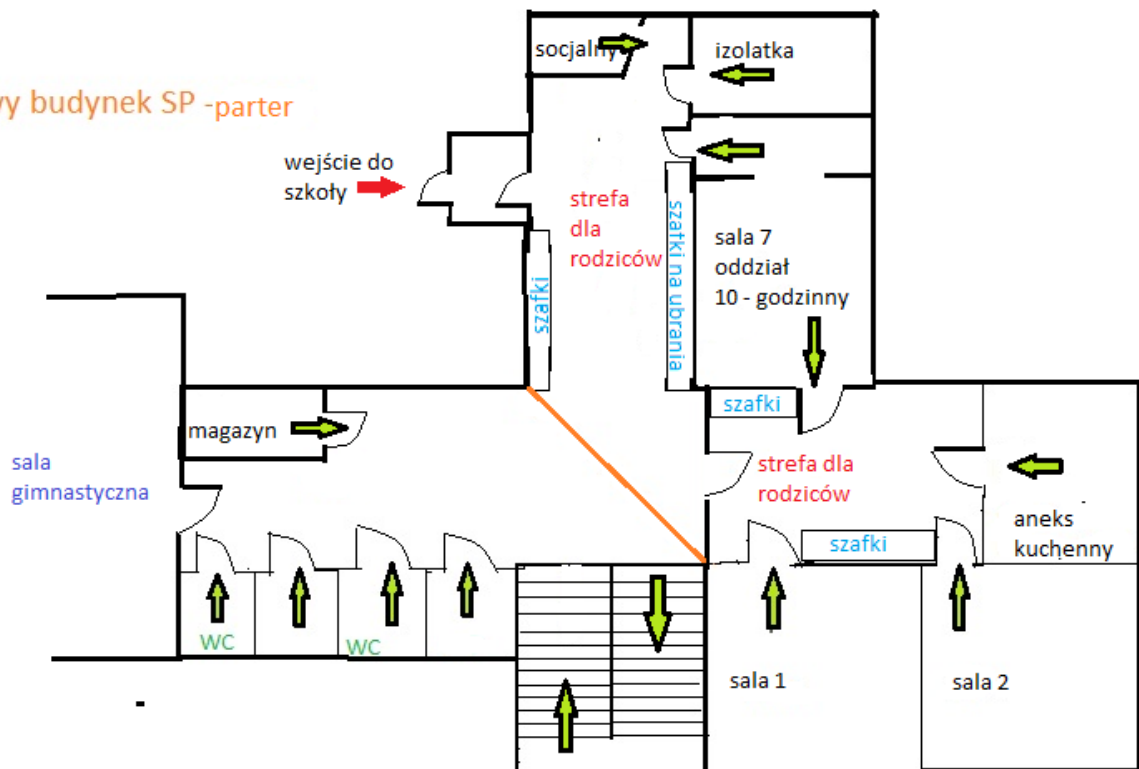 wy budynek SP -parter
socjalny
izolatka
wejście do
szkoły
strefa
dla
rodziców
szafki
szatki na ubrania
sala 7
oddział
10 - godzinny
szafki
magazyn
sala
gimnastyczna
strefa dla
rodziców
aneks
kuchenny
szafki
WC
WC
sala 1
sala 2